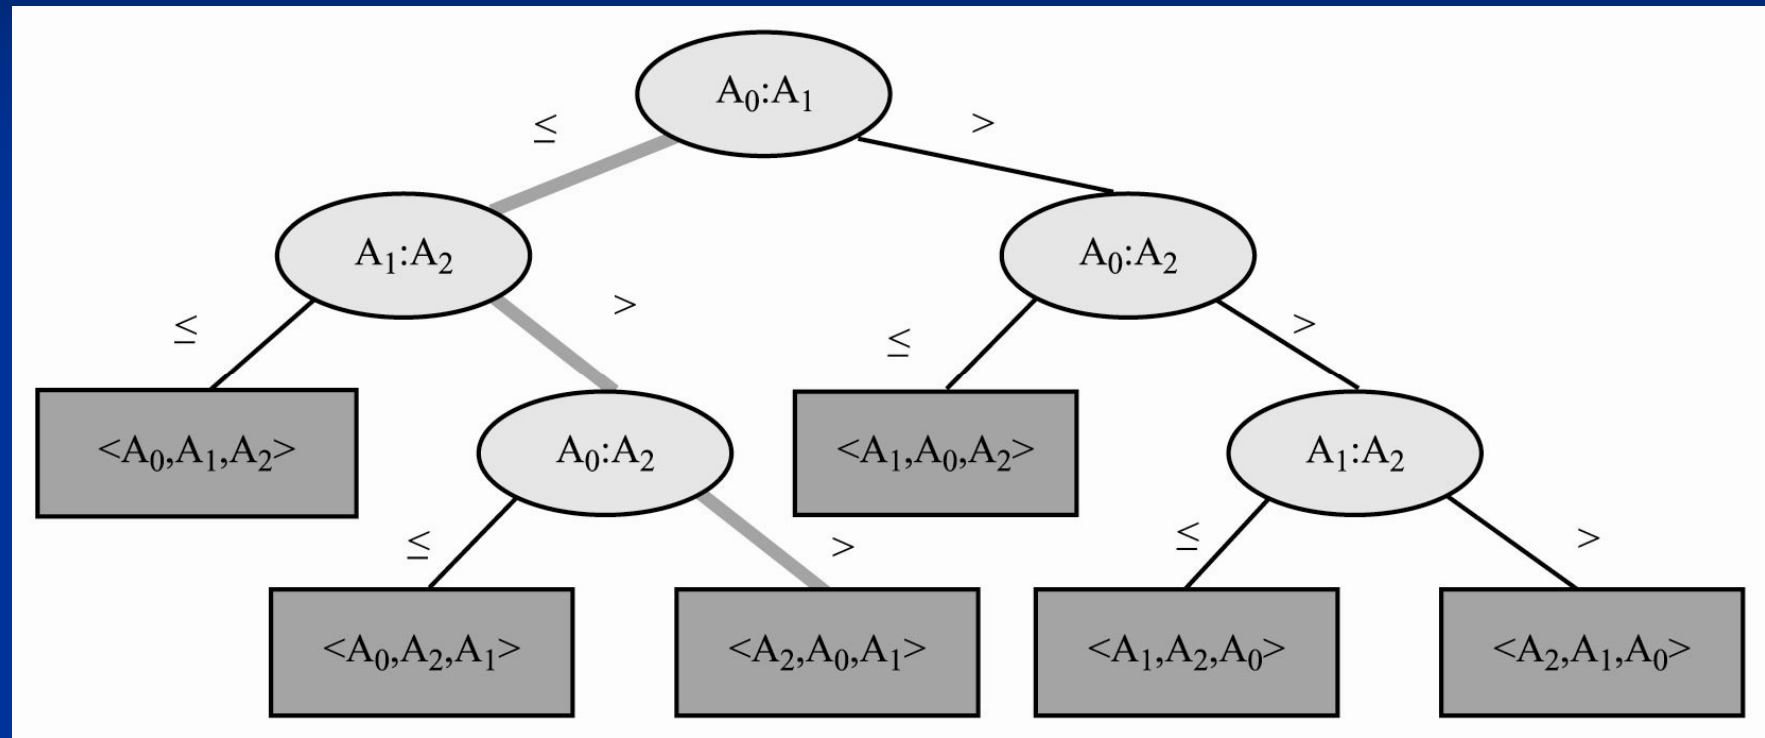 A₀:A₁
≤ >
A₁:A₂ A₀:A₂
≤ > ≤ >
<A₀,A₁,A₂> A₀:A₂ <A₁,A₀,A₂> A₁:A₂
≤ > ≤ >
<A₀,A₂,A₁> <A₂,A₀,A₁> <A₁,A₂,A₀> <A₂,A₁,A₀>